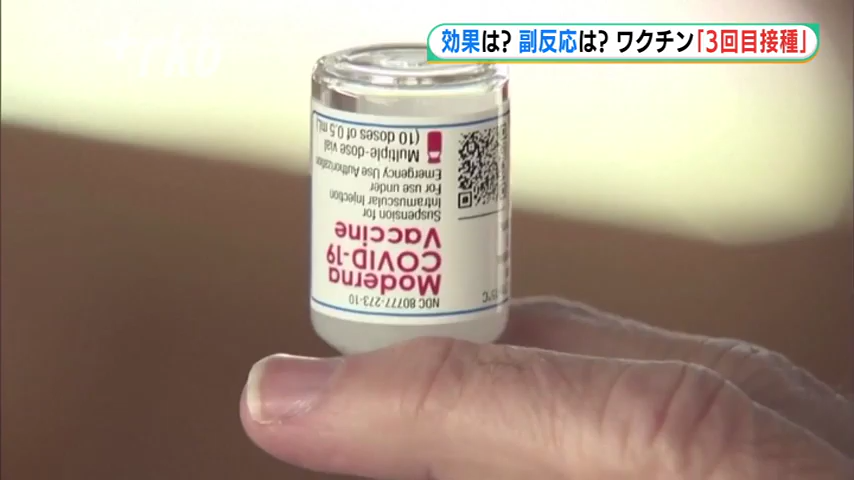 効果は? 副反応は? ワクチン「3回目接種」
NDC 80777-273-10
Moderna
COVID-19
Vaccine
Suspension for
Intramuscular Injection
For use under
Emergency Use Authorization
Multiple-dose vial
(10 doses of 0.5 mL)